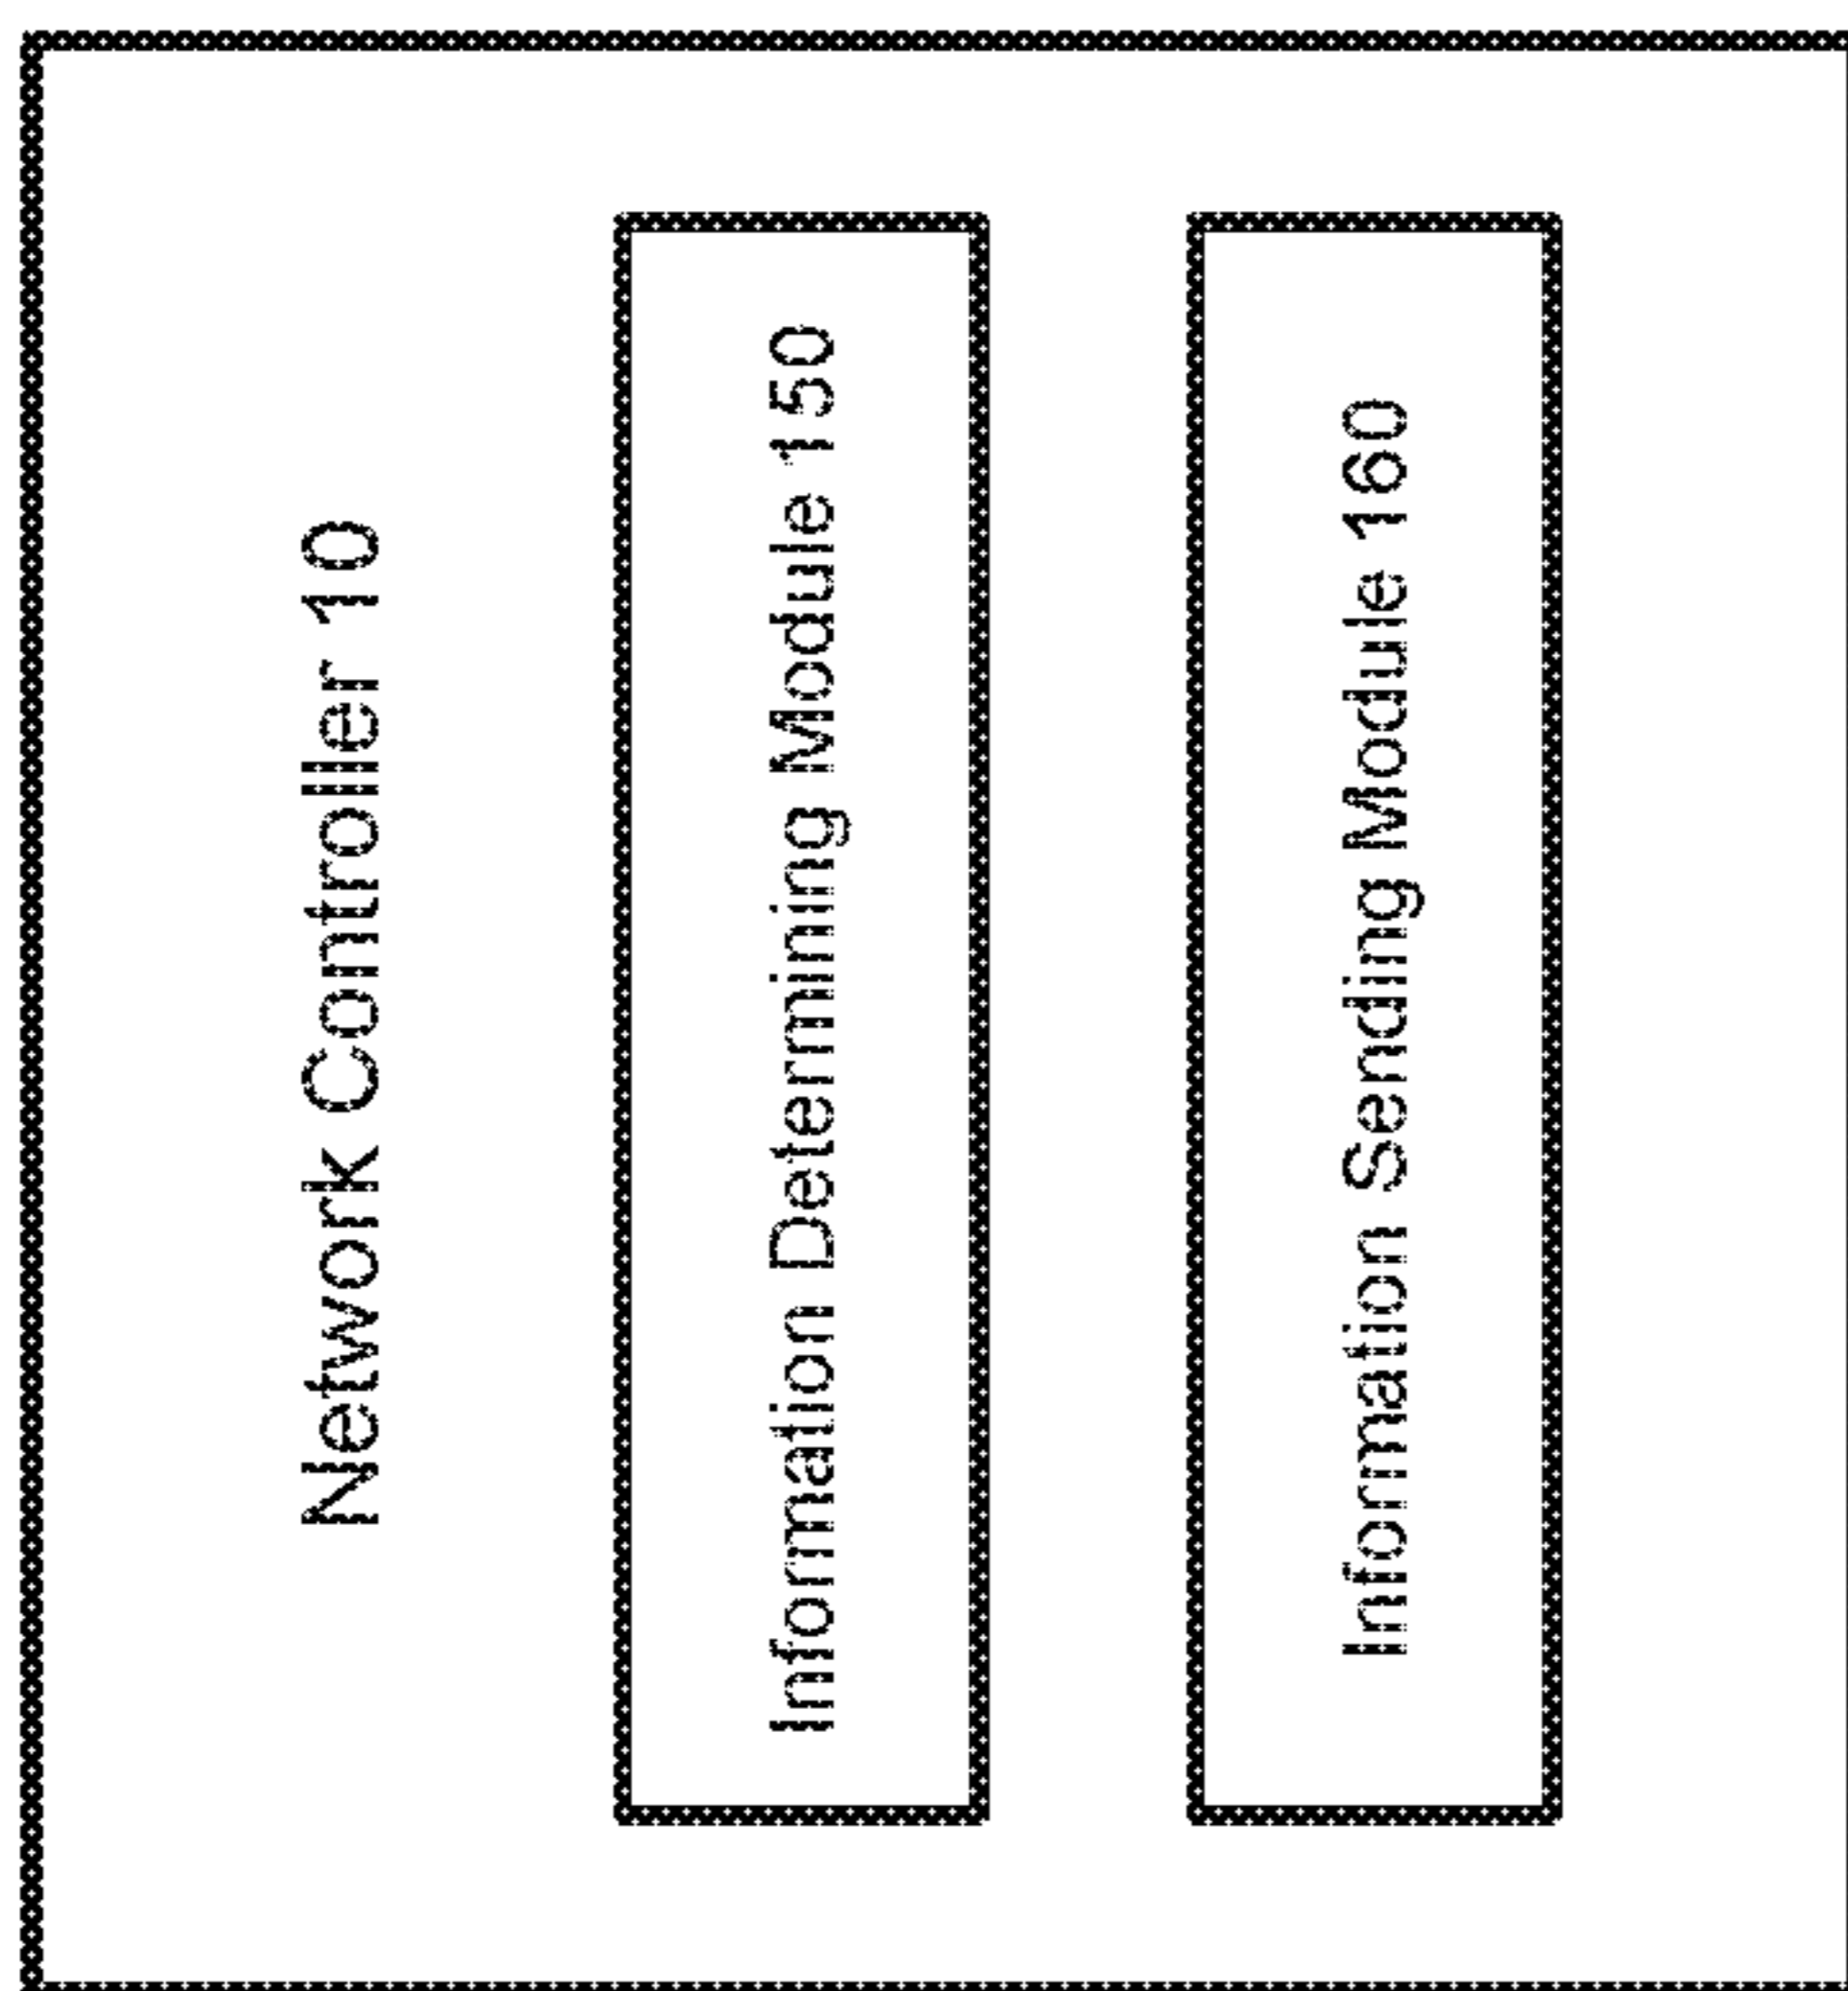 Network Controller 10
Information Determining Module 150
Information Sending Module 160